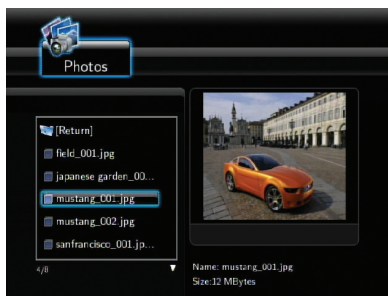 Photos
[Return]
field_001.jpg
japanese garden_00...
mustang_001.jpg
mustang_002.jpg
sanfrancisco_001.jp...
4/8
Name: mustang_001.jpg
Size:12 MBytes